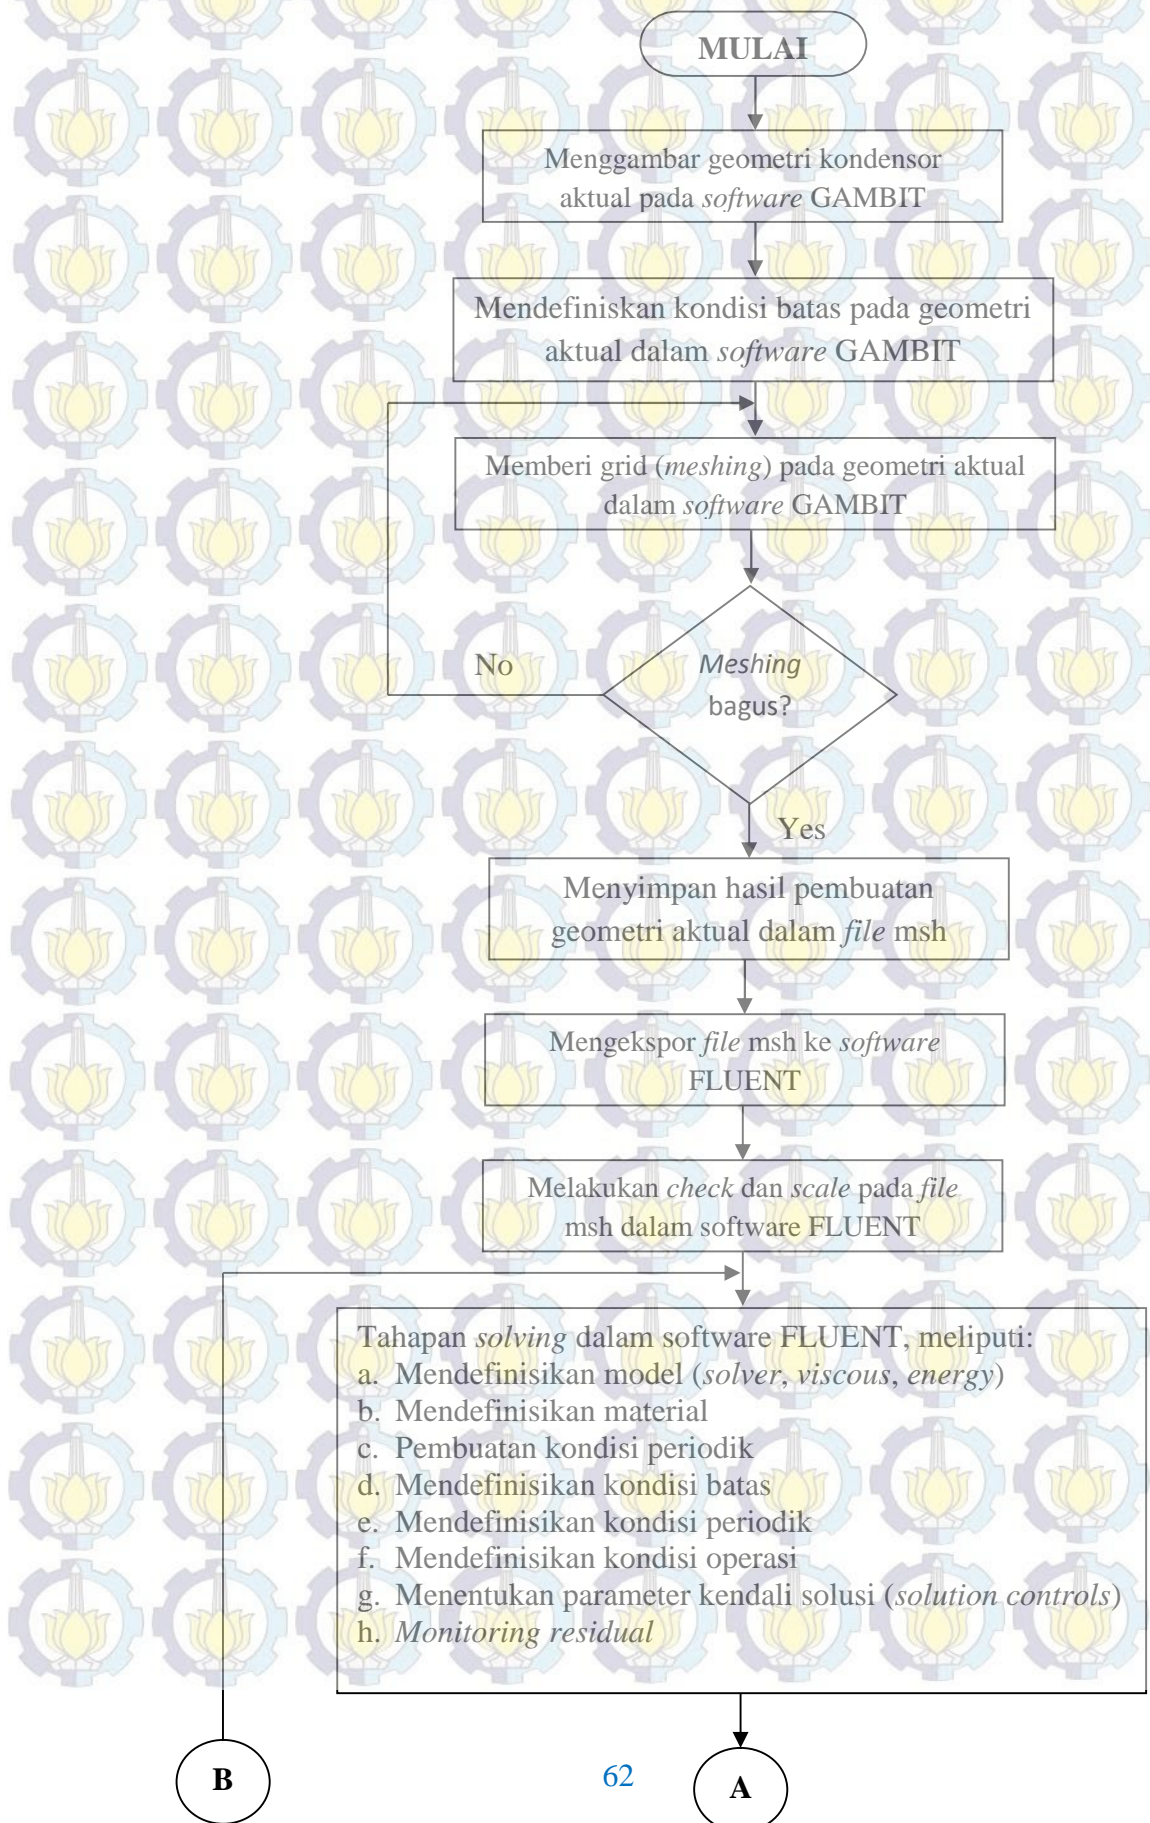 MULAI
Menggambar geometri kondensor
aktual pada software GAMBIT
Mendefiniskan kondisi batas pada geometri
aktual dalam software GAMBIT
Memberi grid (meshing) pada geometri aktual
dalam software GAMBIT
No
Meshing
bagus?
Yes
Menyimpan hasil pembuatan
geometri aktual dalam file msh
Mengekspor file msh ke software
FLUENT
Melakukan check dan scale pada file
msh dalam software FLUENT
Tahapan solving dalam software FLUENT, meliputi:
a. Mendefinisikan model (solver, viscous, energy)
b. Mendefinisikan material
c. Pembuatan kondisi periodik
d. Mendefinisikan kondisi batas
e. Mendefinisikan kondisi periodik
f. Mendefinisikan kondisi operasi
g. Menentukan parameter kendali solusi (solution controls)
h. Monitoring residual
B
62
A